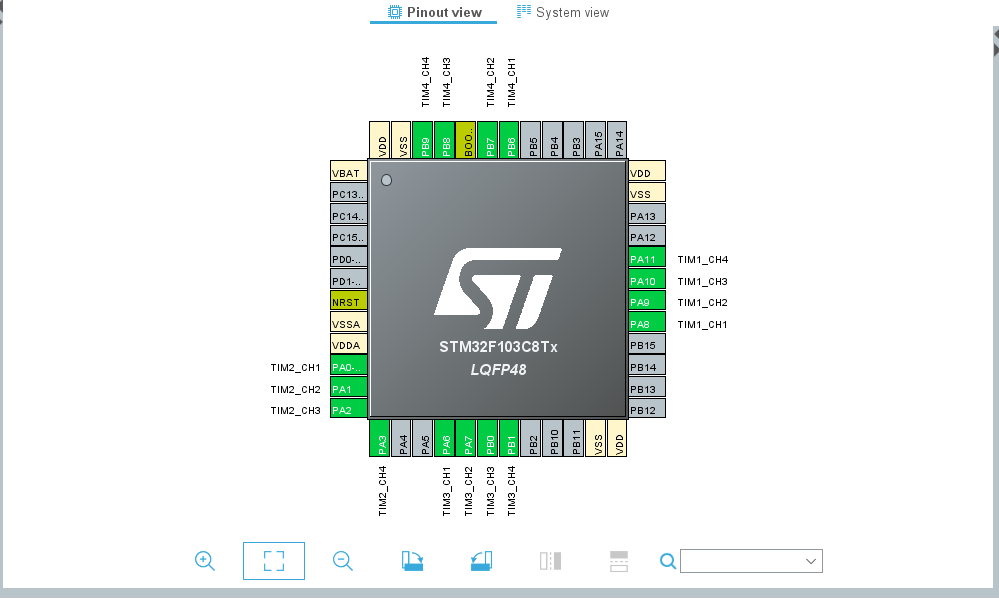 Pinout view
System view
TIM4_CH4
TIM4_CH3
TIM4_CH2
TIM4_CH1
VDD
VSS
PB9
PB8
BOO..
PB7
PB6
PB5
PB4
PB3
PA15
PA14
VBAT
PC13..
PC14..
PC15..
PD0-..
PD1-..
NRST
VSSA
VDDA
TIM2_CH1 PA0-..
TIM2_CH2 PA1
TIM2_CH3 PA2
ST
STM32F103C8Tx
LQFP48
VDD
VSS
PA13
PA12
PA11 TIM1_CH4
PA10 TIM1_CH3
PA9 TIM1_CH2
PA8 TIM1_CH1
PB15
PB14
PB13
PB12
PA3
PA4
PA5
PA6
PA7
PB0
PB1
PB2
PB10
PB11
VSS
VDD
TIM2_CH4
TIM3_CH1
TIM3_CH2
TIM3_CH3
TIM3_CH4